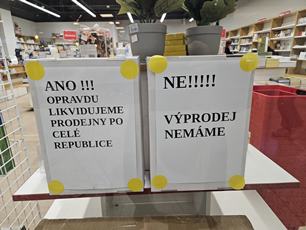 ANO !!!
OPRAVDU
LIKVIDUJEME
PRODEJNY PO
CELÉ
REPUBLICE
NE!!!!!
VÝPRODEJ
NEMÁME